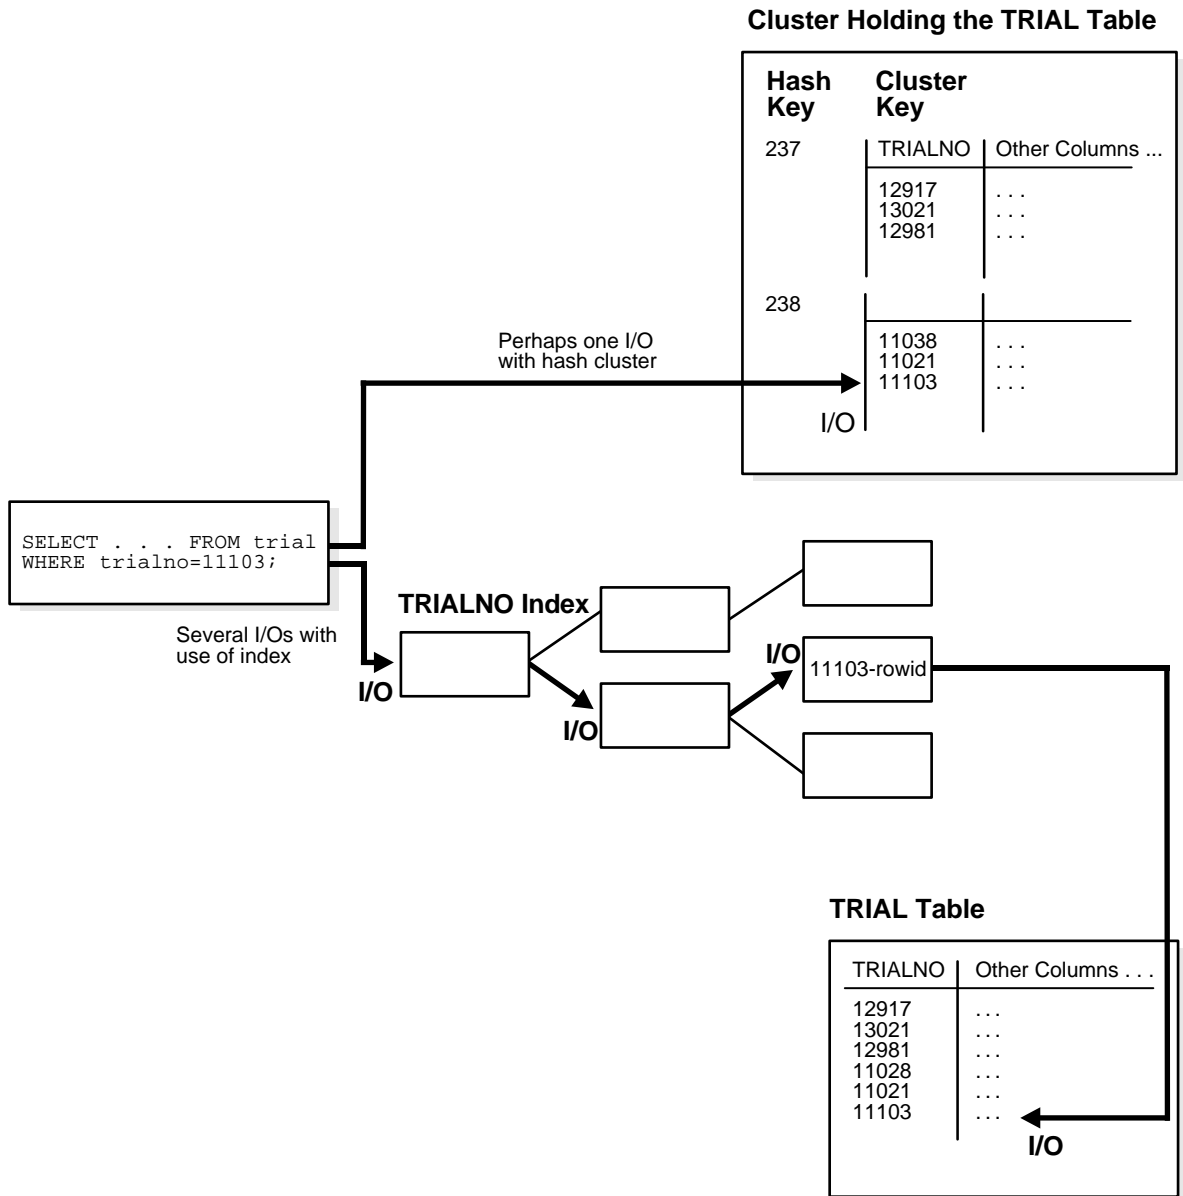 Cluster Holding the TRIAL Table
Hash Key
Cluster Key
237
TRIALNO
Other Columns ...
12917 . . .
13021 . . .
12981 . . .
238
11038 . . .
11021 . . .
11103 . . .
Perhaps one I/O
with hash cluster
I/O
SELECT . . . FROM trial
WHERE trialno=11103;
Several I/Os with
use of index
TRIALNO Index
I/O
I/O
I/O
11103-rowid
TRIAL Table
TRIALNO
Other Columns . . .
12917 . . .
13021 . . .
12981 . . .
11028 . . .
11021 . . .
11103 . . .
I/O